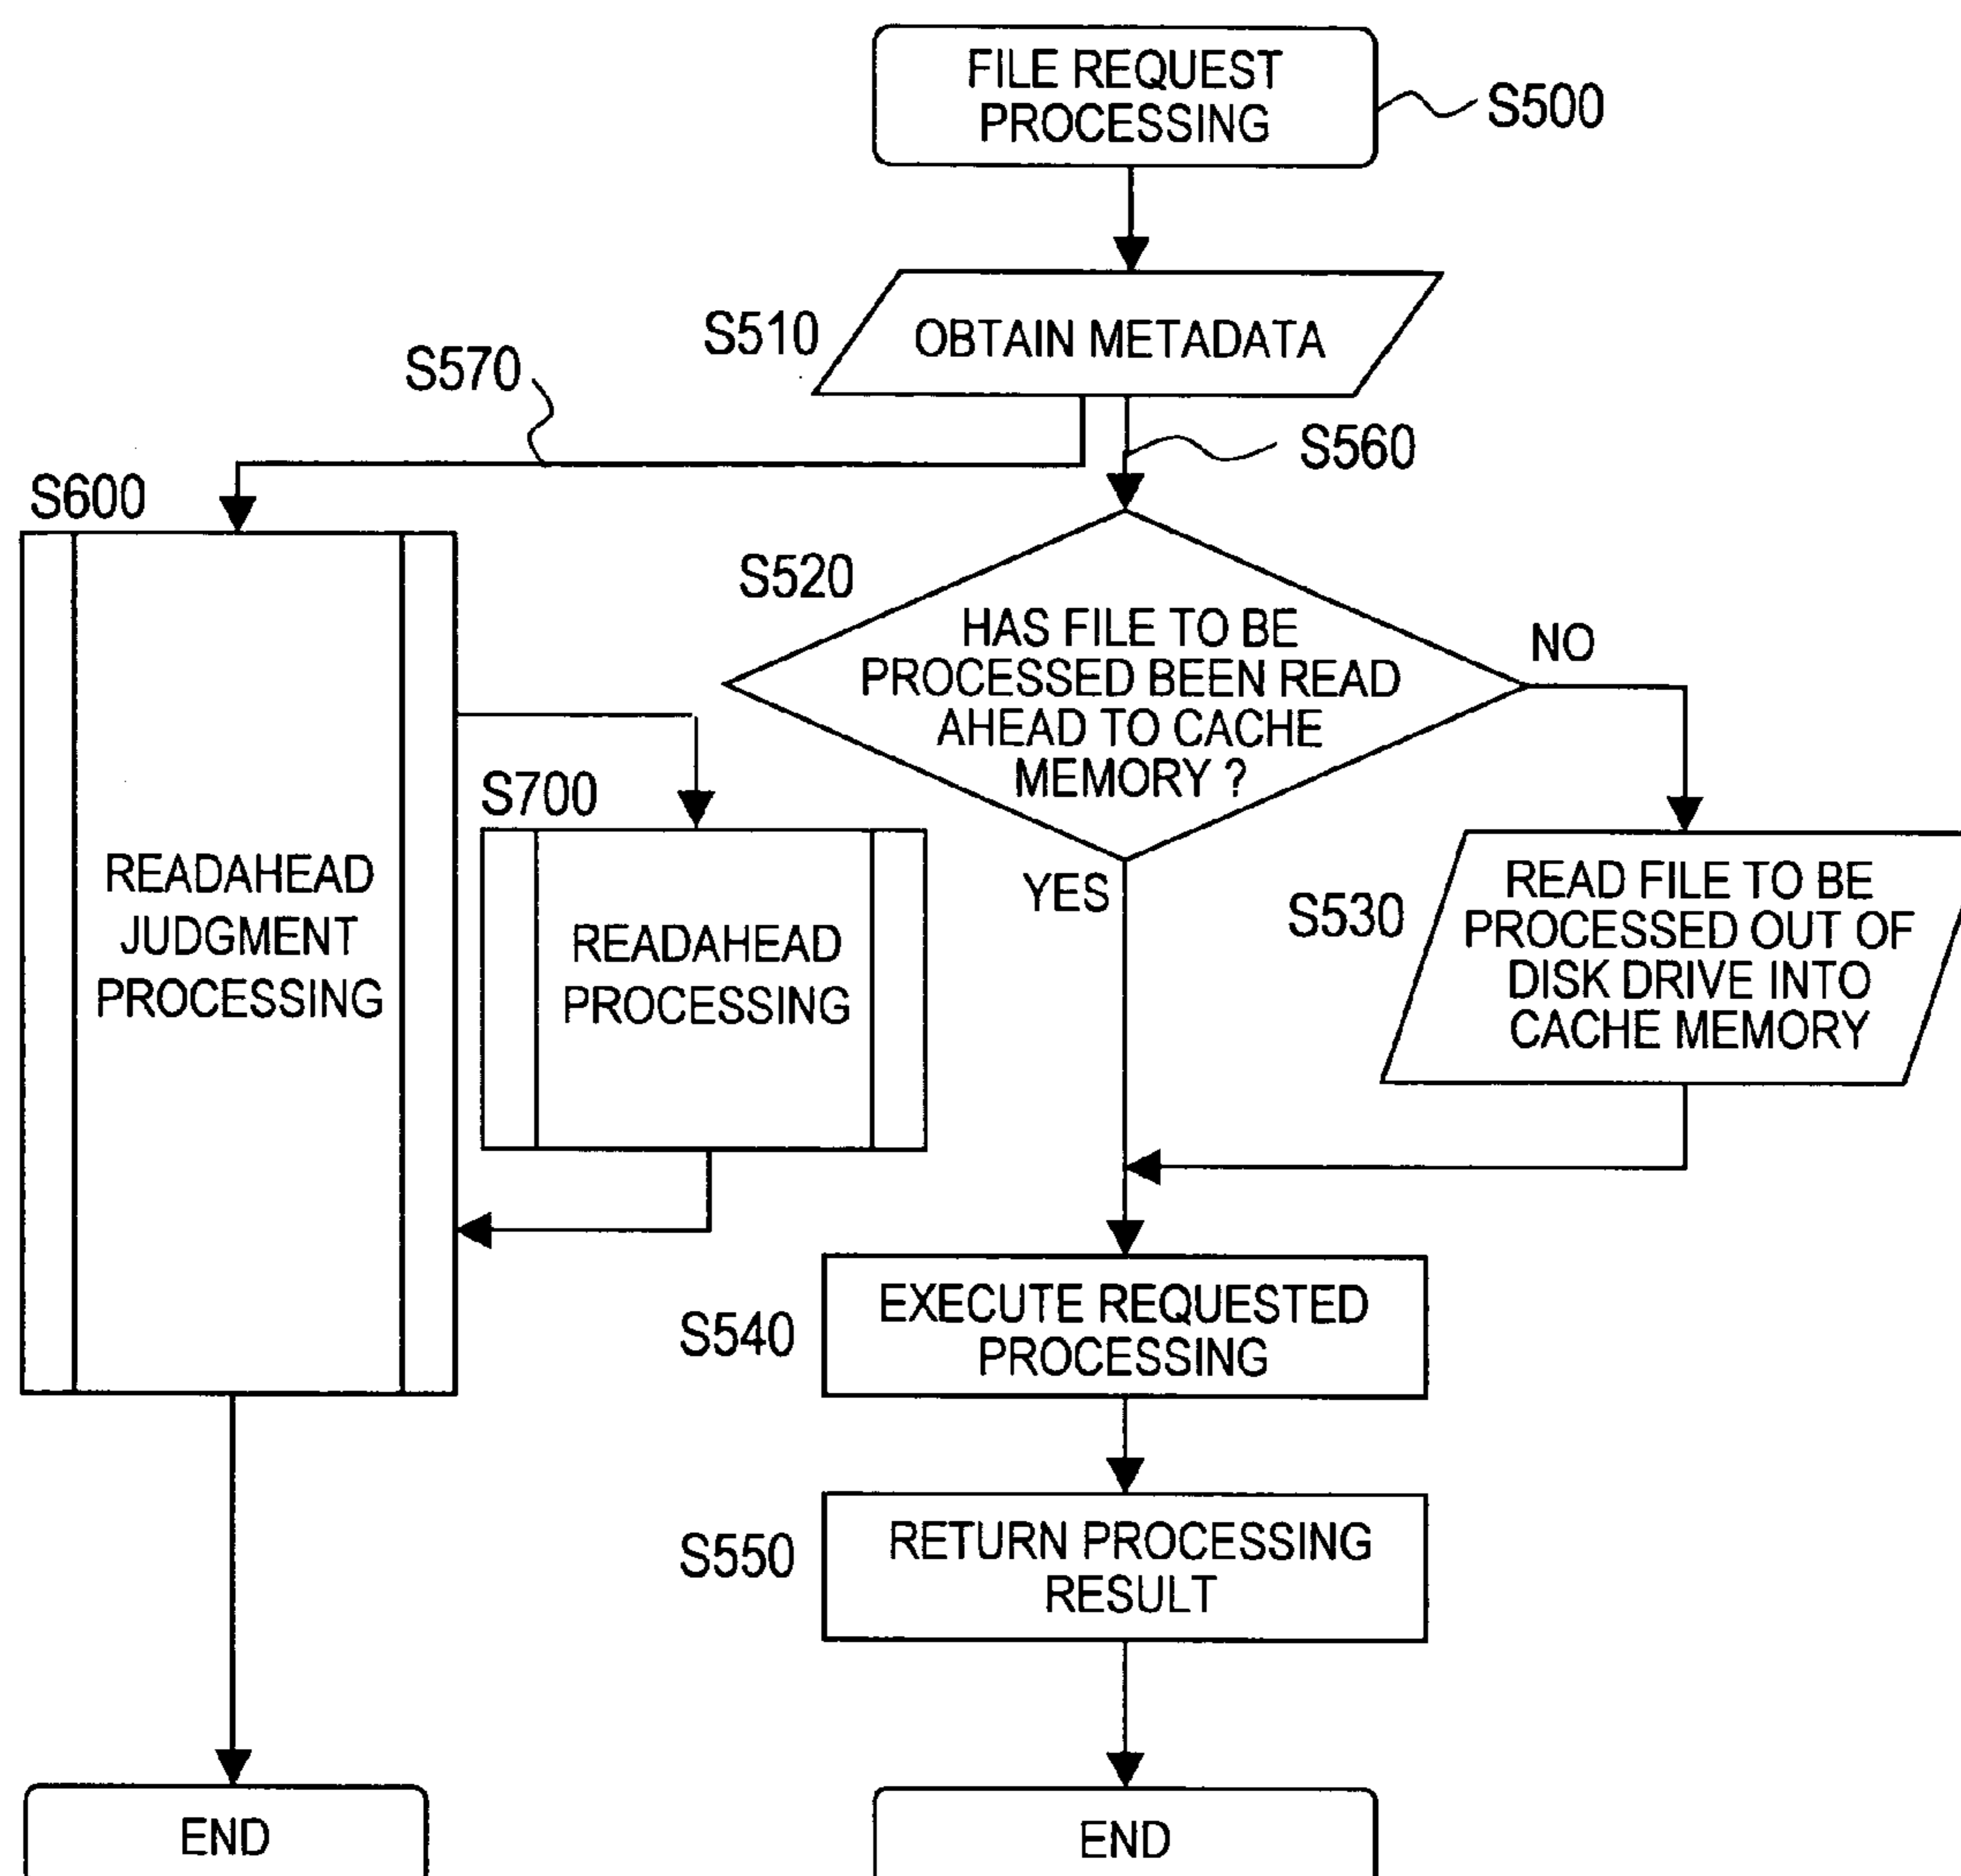 FILE REQUEST
PROCESSING
S500
S510
OBTAIN METADATA
S570
S560
S600
S520
HAS FILE TO BE
PROCESSED BEEN READ
AHEAD TO CACHE
MEMORY ?
NO
YES
READAHEAD
JUDGMENT
PROCESSING
S700
READAHEAD
PROCESSING
S530
READ FILE TO BE
PROCESSED OUT OF
DISK DRIVE INTO
CACHE MEMORY
S540
EXECUTE REQUESTED
PROCESSING
S550
RETURN PROCESSING
RESULT
END
END